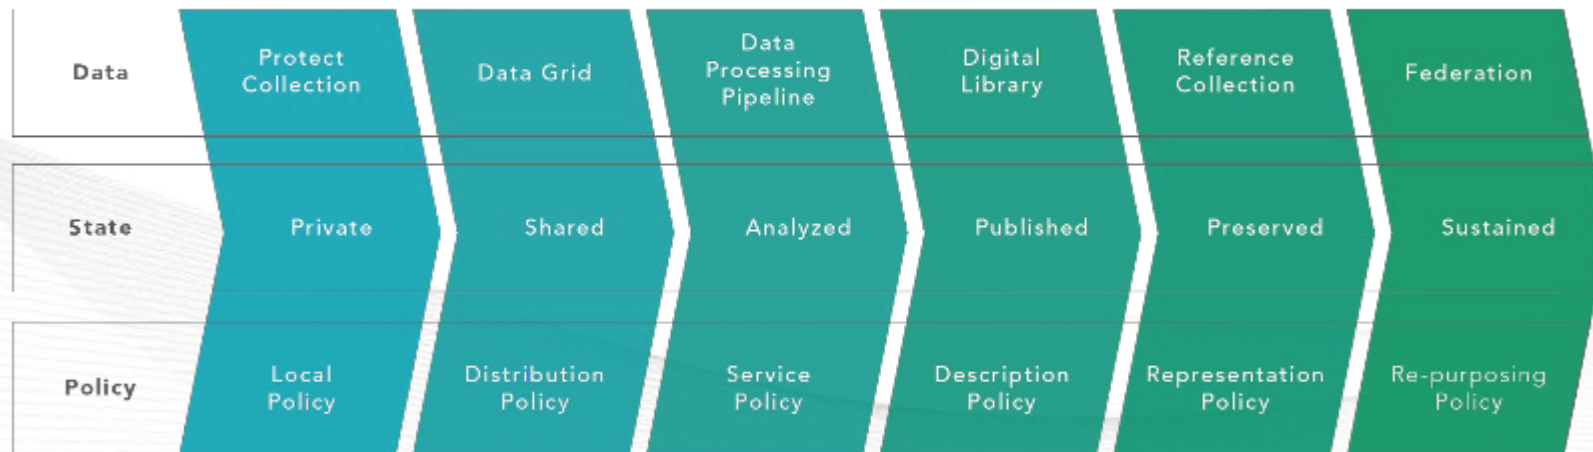 Data
Protect
Collection
Data Grid
Data
Processing
Pipeline
Digital
Library
Reference
Collection
Federation
State
Private
Shared
Analyzed
Published
Preserved
Sustained
Policy
Local
Policy
Distribution
Policy
Service
Policy
Description
Policy
Representation
Policy
Re-purposing
Policy